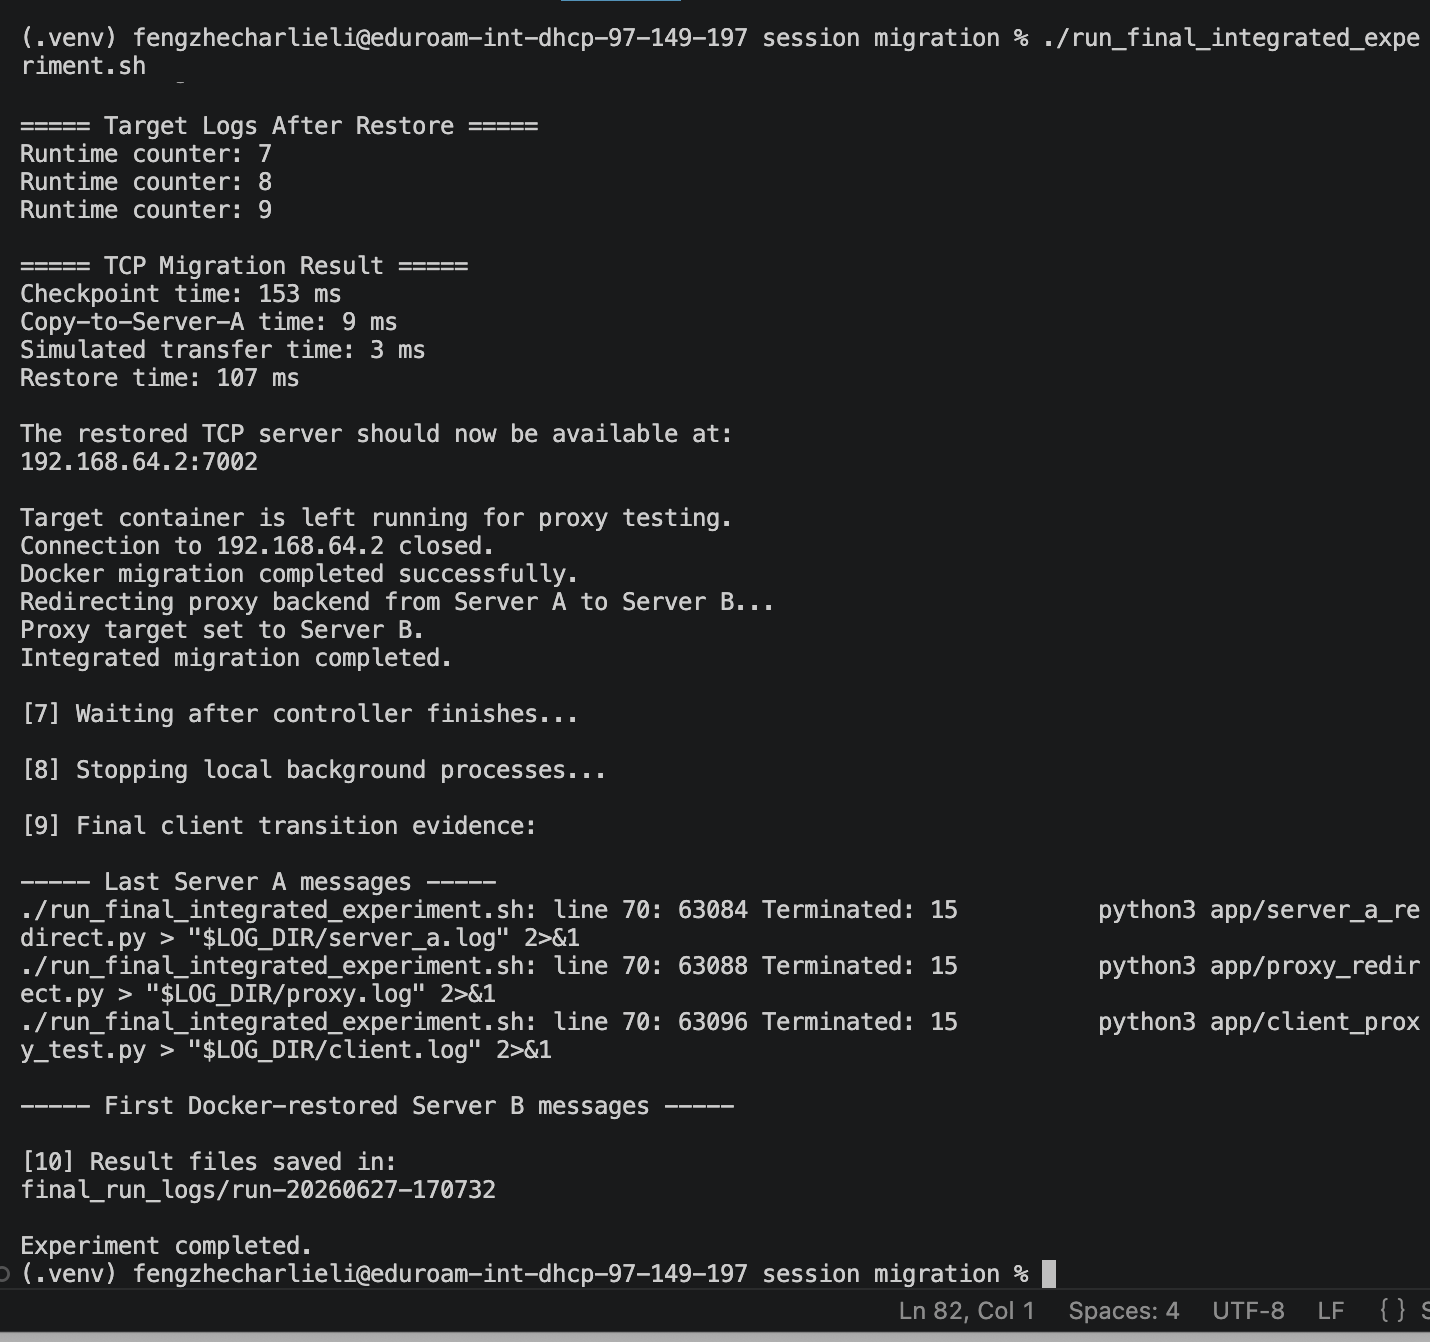 (.venv) fengzhecharlieli@eduroam-int-dhcp-97-149-197 session migration % ./run_final_integrated_expe
riment.sh
===== Target Logs After Restore =====
Runtime counter: 7
Runtime counter: 8
Runtime counter: 9
===== TCP Migration Result =====
Checkpoint time: 153 ms
Copy-to-Server-A time: 9 ms
Simulated transfer time: 3 ms
Restore time: 107 ms
The restored TCP server should now be available at:
192.168.64.2:7002
Target container is left running for proxy testing.
Connection to 192.168.64.2 closed.
Docker migration completed successfully.
Redirecting proxy backend from Server A to Server B...
Proxy target set to Server B.
Integrated migration completed.
[7] Waiting after controller finishes...
[8] Stopping local background processes...
[9] Final client transition evidence:
----- Last Server A messages -----
./run_final_integrated_experiment.sh: line 70: 63084 Terminated: 15          python3 app/server_a_re
direct.py > "$LOG_DIR/server_a.log" 2>&1
./run_final_integrated_experiment.sh: line 70: 63088 Terminated: 15          python3 app/proxy_redir
ect.py > "$LOG_DIR/proxy.log" 2>&1
./run_final_integrated_experiment.sh: line 70: 63096 Terminated: 15          python3 app/client_prox
y_test.py > "$LOG_DIR/client.log" 2>&1
----- First Docker-restored Server B messages -----
[10] Result files saved in:
final_run_logs/run-20260627-170732
Experiment completed.
(.venv) fengzhecharlieli@eduroam-int-dhcp-97-149-197 session migration %
Ln 82, Col 1 Spaces: 4 UTF-8 LF {}